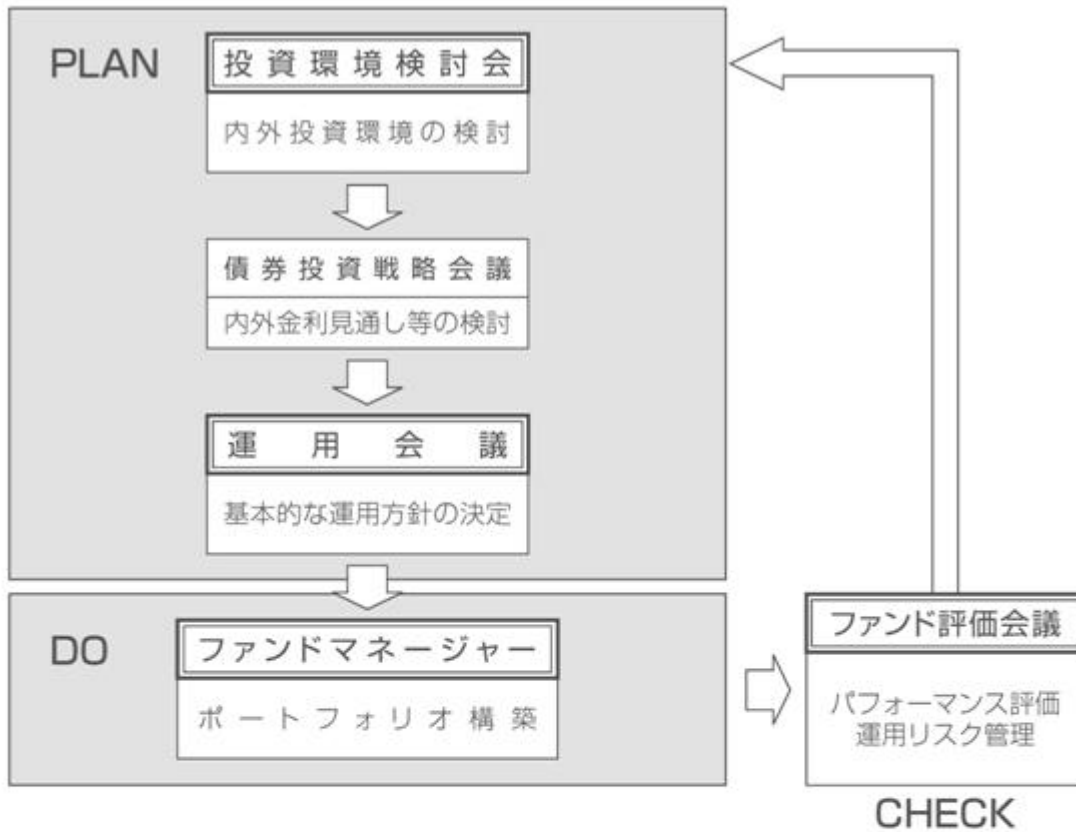 PLAN
投資環境検討会
内外投資環境の検討
債券投資戦略会議
内外金利見通し等の検討
運用会議
基本的な運用方針の決定
DO
ファンドマネージャー
ポートフォリオ構築
ファンド評価会議
パフォーマンス評価
運用リスク管理
CHECK